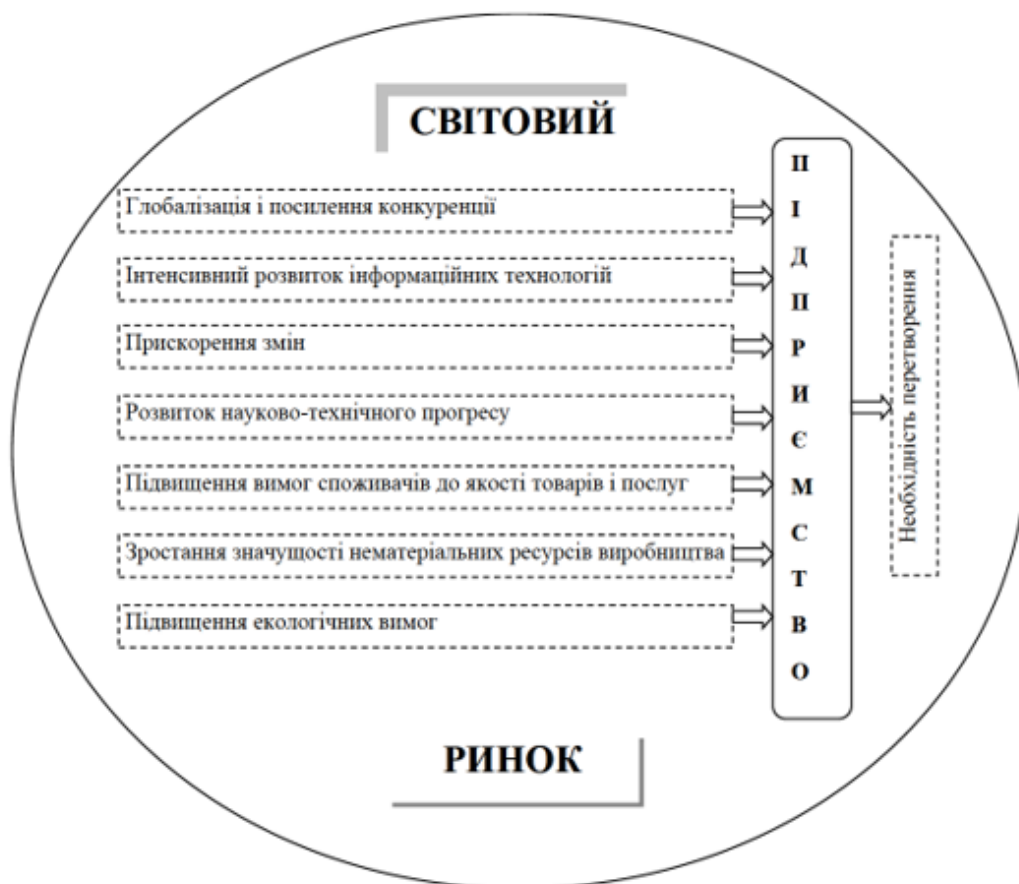 СВІТОВИЙ
Глобалізація і посилення конкуренції
Інтенсивний розвиток інформаційних технологій
Прискорення змін
Розвиток науково-технічного прогресу
Підвищення вимог споживачів до якості товарів і послуг
Зростання значущості нематеріальних ресурсів виробництва
Підвищення екологічних вимог
ПІДПРИЄМСТВО
Необхідність перетворення
РИНОК